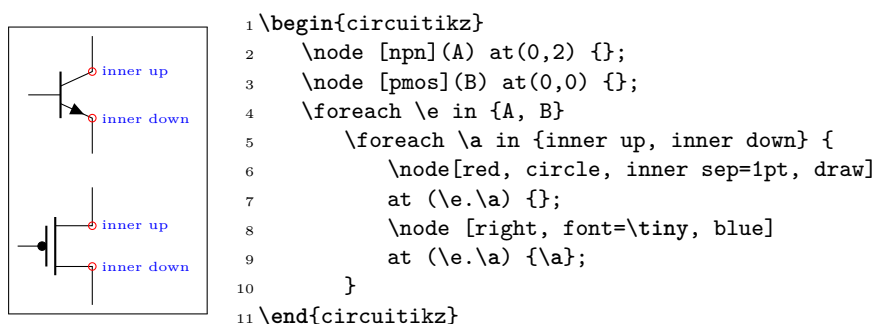 inner up
inner down
inner up
inner down
1 \begin{circuitikz}
2     \node [npn](A) at(0,2) {};
3     \node [pmos](B) at(0,0) {};
4     \foreach \e in {A, B}
5         \foreach \a in {inner up, inner down} {
6             \node[red, circle, inner sep=1pt, draw]
7             at (\e.\a) {};
8             \node [right, font=\tiny, blue]
9             at (\e.\a) {\a};
10         }
11 \end{circuitikz}